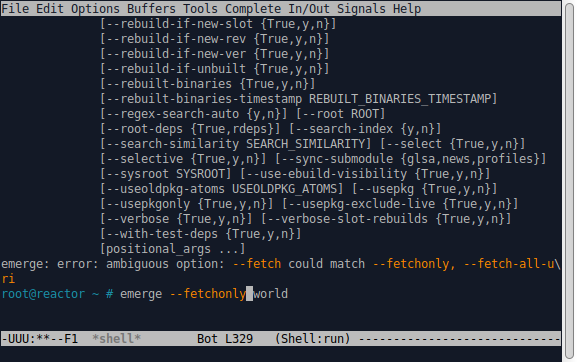 File Edit Options Buffers Tools Complete In/Out Signals Help
[--rebuild-if-new-slot {True,y,n}]
[--rebuild-if-new-rev {True,y,n}]
[--rebuild-if-new-ver {True,y,n}]
[--rebuild-if-unbuilt {True,y,n}]
[--rebuilt-binaries {True,y,n}]
[--rebuilt-binaries-timestamp REBUILT_BINARIES_TIMESTAMP]
[--regex-search-auto {y,n}] [--root ROOT]
[--root-deps {True,rdeps}] [--search-index {y,n}]
[--search-similarity SEARCH_SIMILARITY] [--select {True,y,n}]
[--selective {True,y,n}] [--sync-submodule {glsa,news,profiles}]
[--sysroot SYSROOT] [--use-ebuild-visibility {True,y,n}]
[--useoldpkg-atoms USEOLDPKG_ATOMS] [--usepkg {True,y,n}]
[--usepkgonly {True,y,n}] [--usepkg-exclude-live {True,y,n}]
[--verbose {True,y,n}] [--verbose-slot-rebuilds {True,y,n}]
[--with-test-deps {True,y,n}]
[positional_args ...]
emerge: error: ambiguous option: --fetch could match --fetchonly, --fetch-all-u\
ri
root@reactor ~ # emerge --fetchonly world
-UUU:**--F1  *shell*        Bot L329   (Shell:run) -----------------------------